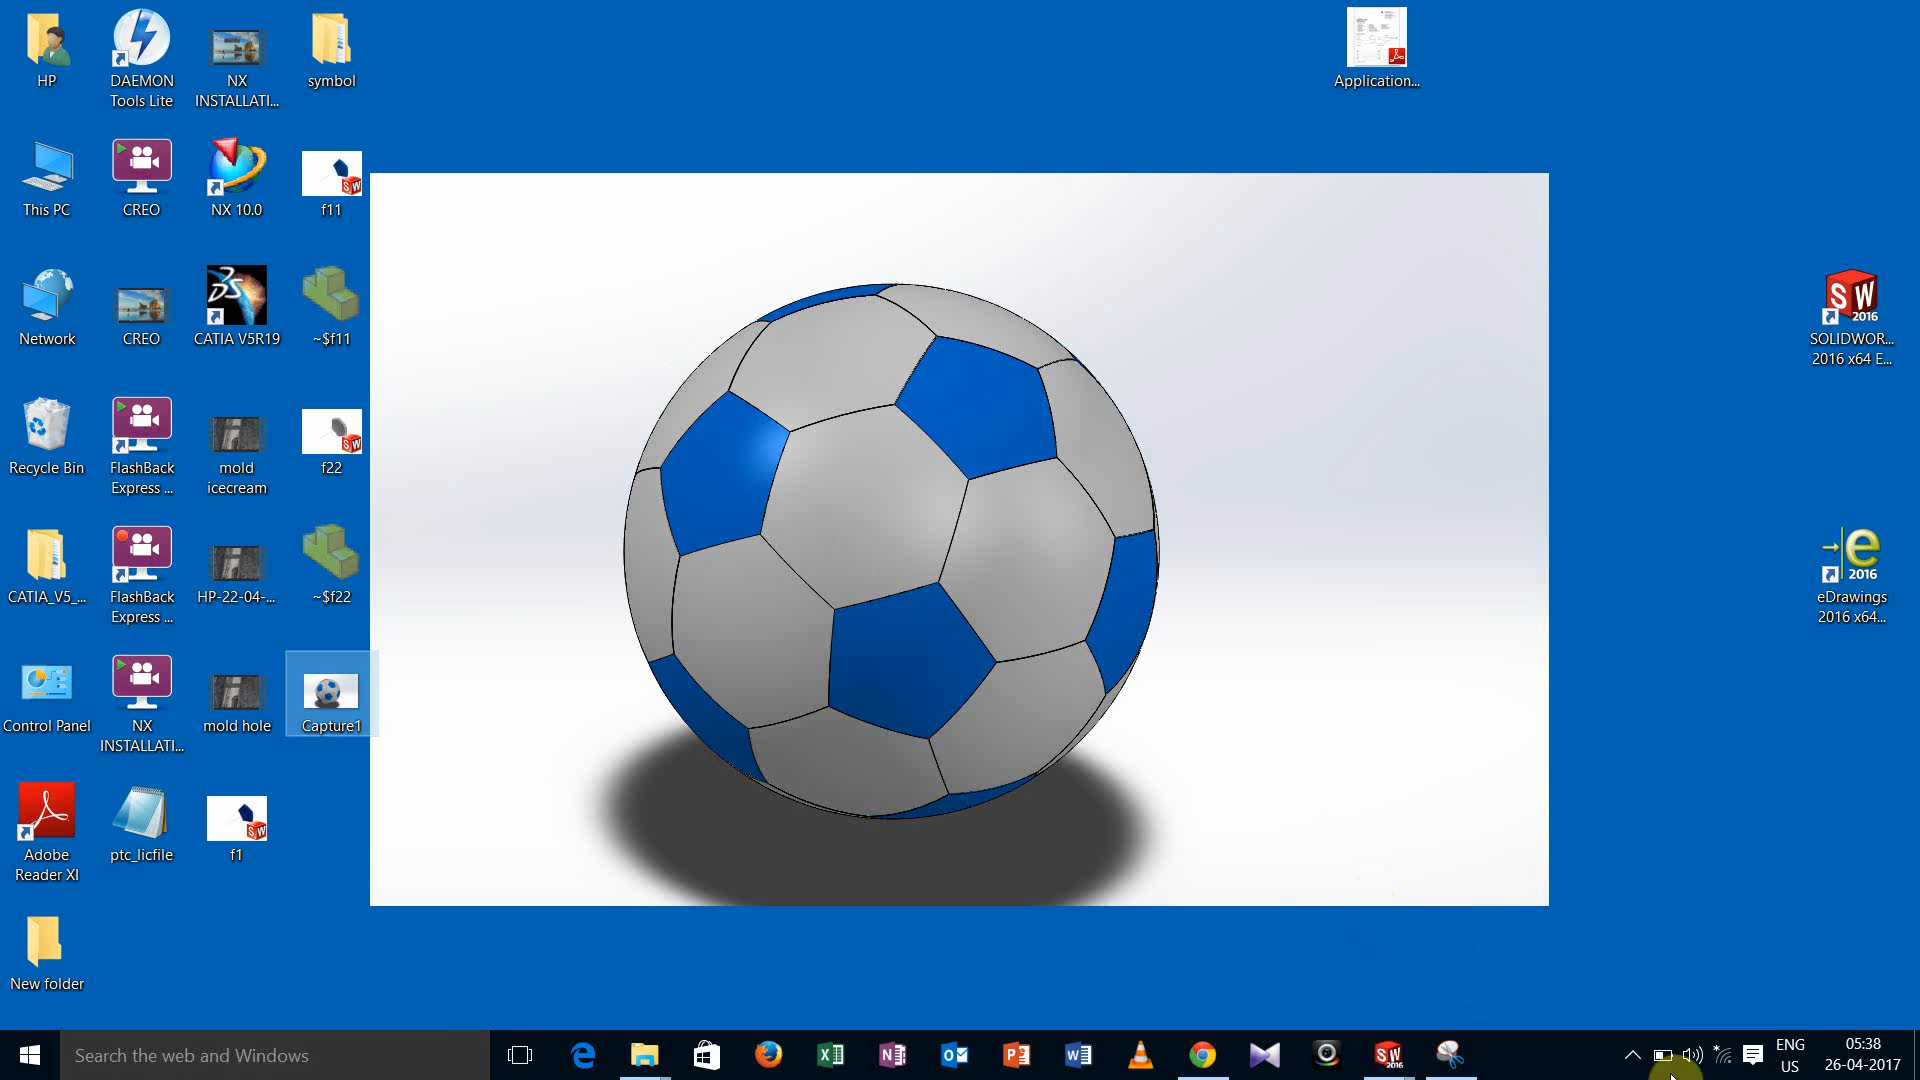 HP
DAEMON
Tools Lite
NX
INSTALLATI...
symbol
Application...
This PC
CREO
NX 10.0
f11
Network
CREO
CATIA V5R19
~$f11
SW
2016
SOLIDWOR...
2016 x64 E...
Recycle Bin
FlashBack
Express ...
mold
icecream
f22
CATIA_V5_...
FlashBack
Express ...
HP-22-04-...
~$f22
e
2016
eDrawings
2016 x64...
Control Panel
NX
INSTALLATI...
mold hole
Capture1
Adobe
Reader XI
ptc_licfile
f1
New folder
Search the web and Windows
ENG
US
05:38
26-04-2017